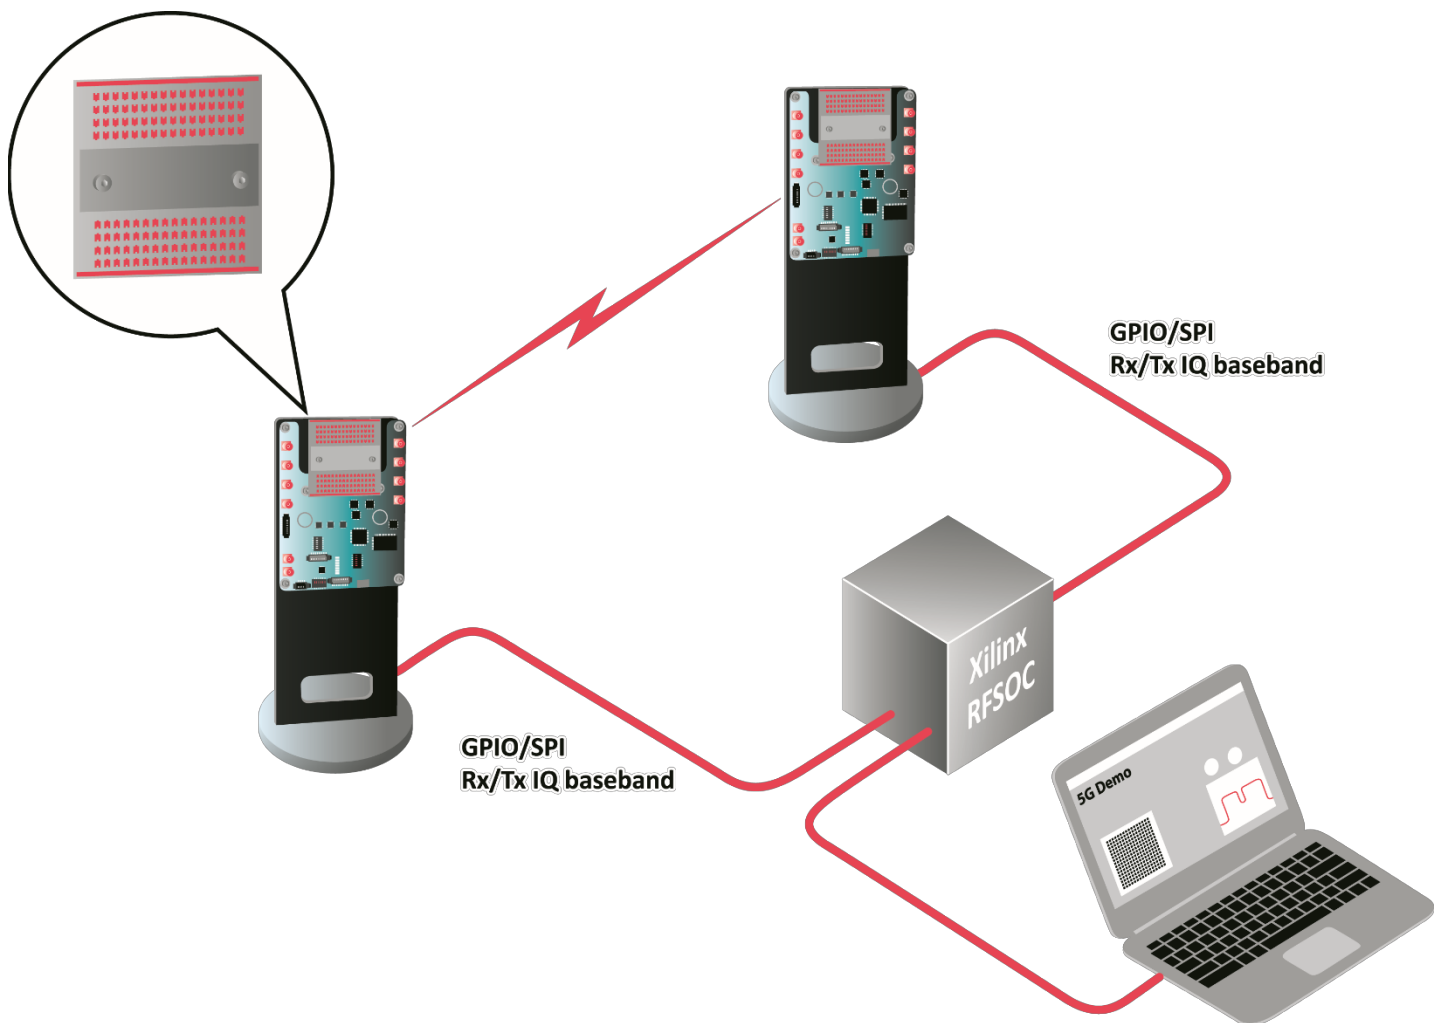 GPIO/SPI
Rx/Tx IQ baseband
Xilinx
RFSOC
GPIO/SPI
Rx/Tx IQ baseband
5G Demo